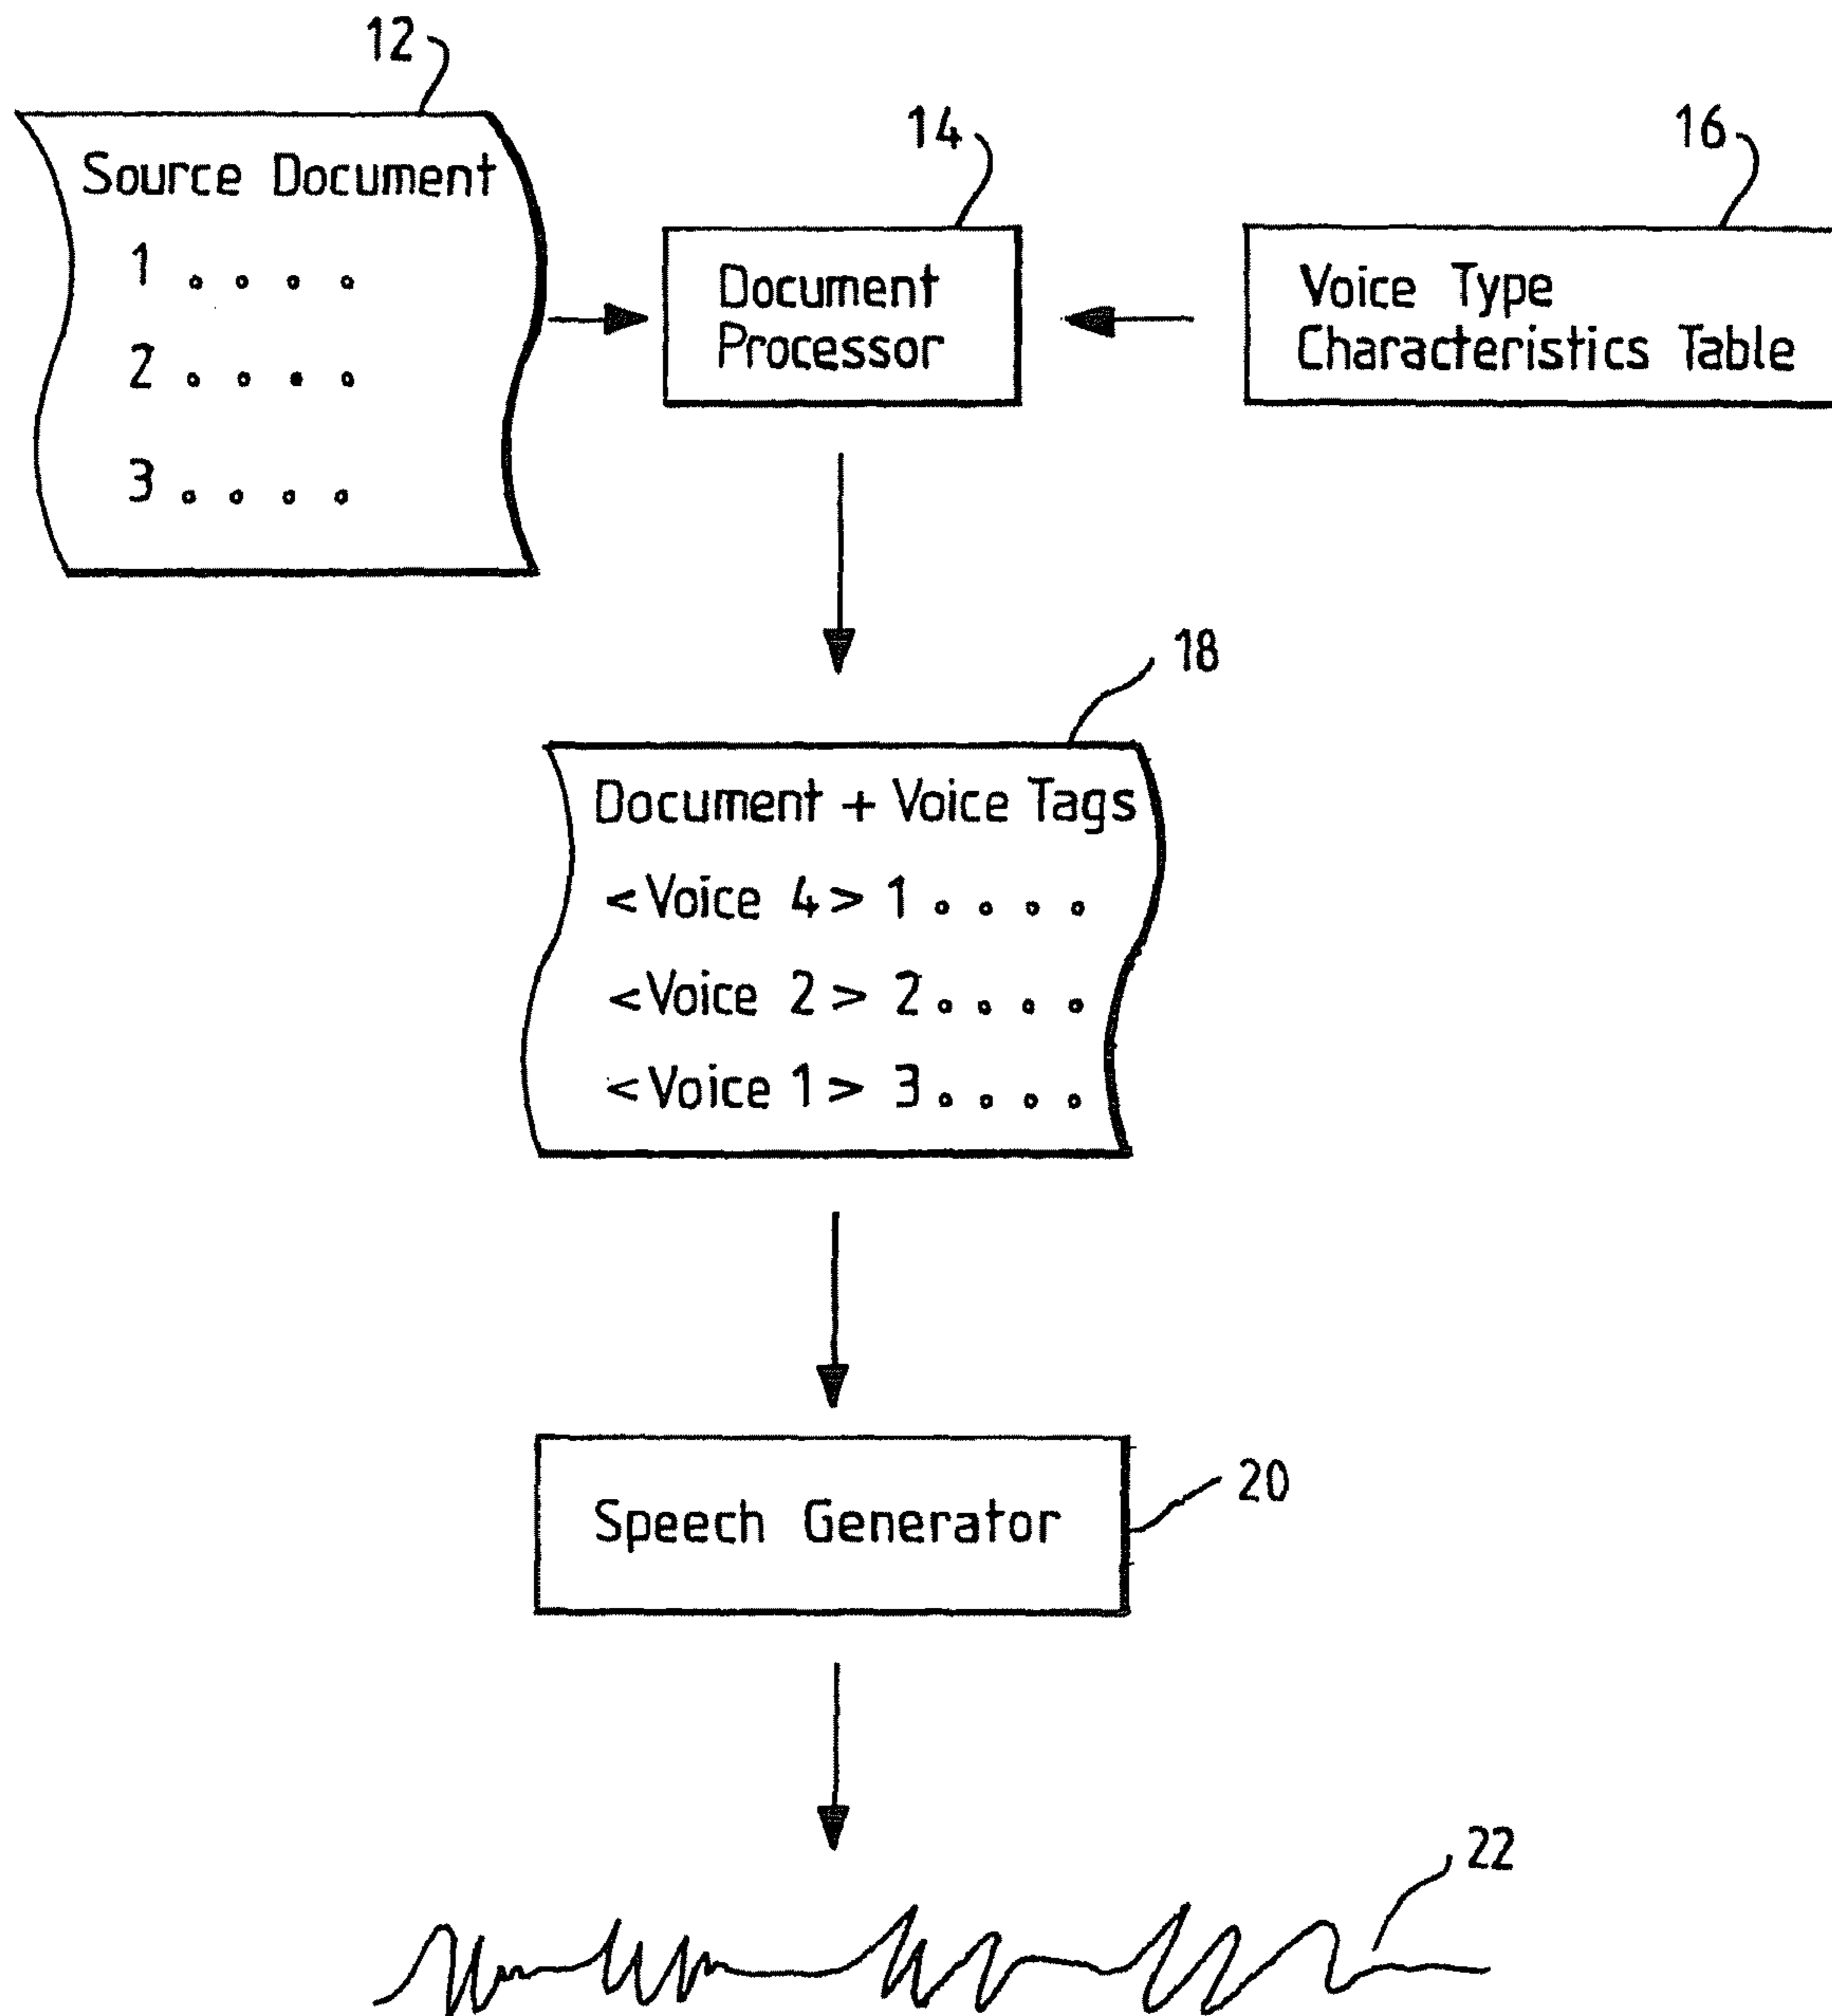 12
Source Document
1 . . . .
2 . . . .
3 . . . .
14
Document
Processor
16
Voice Type
Characteristics Table
18
Document + Voice Tags
<Voice 4> 1 . . . .
<Voice 2> 2 . . . .
<Voice 1> 3 . . . .
Speech Generator
20
22